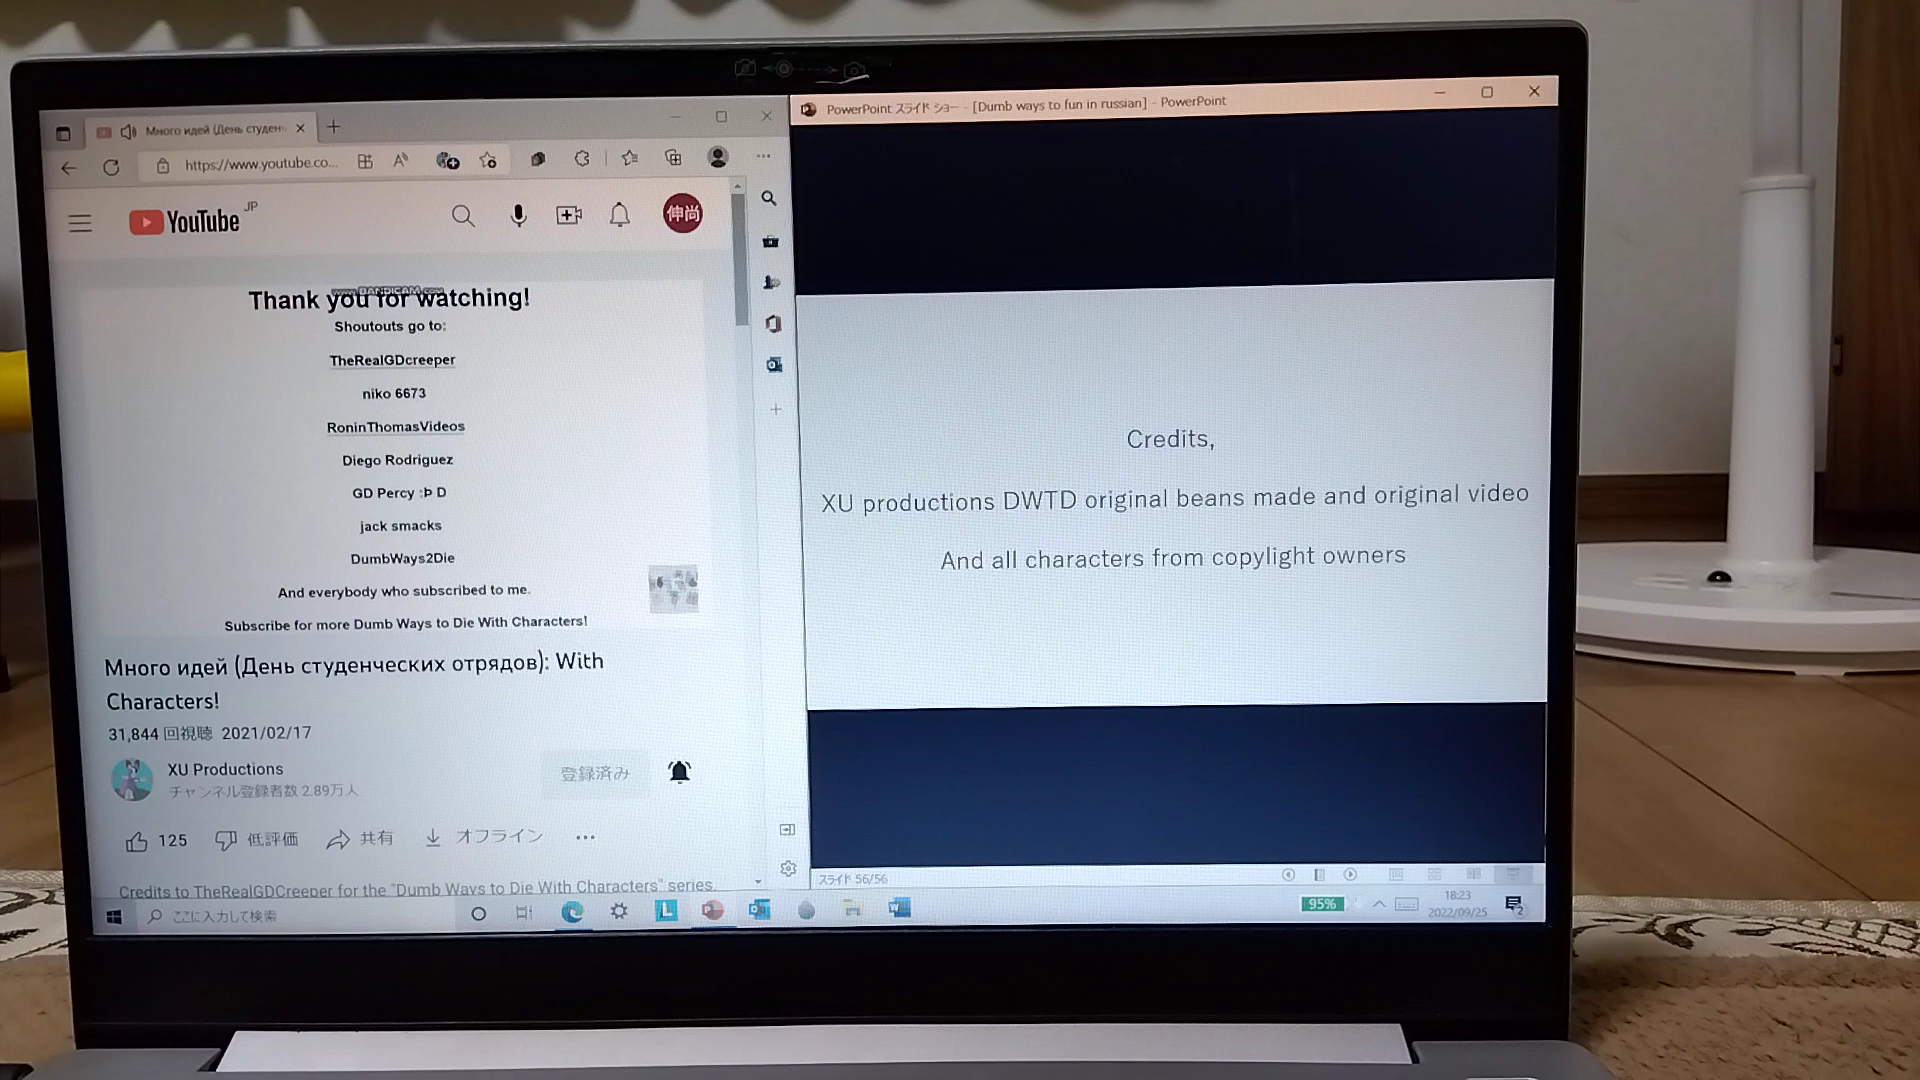 Много идей (День студен
https://www.youtube.co...
YouTube JP
伸尚
www.BANDICAM.com
Thank you for watching!
Shoutouts go to:
TheRealGDcreeper
niko 6673
RoninThomasVideos
Diego Rodriguez
GD Percy :Þ D
jack smacks
DumbWays2Die
And everybody who subscribed to me.
Subscribe for more Dumb Ways to Die With Characters!
Много идей (День студенческих отрядов): With
Characters!
31,844 回視聴 2021/02/17
XU Productions
チャンネル登録者数 2.89万人
登録済み
125 低評価 共有 オフライン
Credits to TheRealGDCreeper for the "Dumb Ways to Die With Characters" series.
PowerPoint スライド ショー - [Dumb ways to fun in russian] - PowerPoint
Credits,
XU productions DWTD original beans made and original video
And all characters from copylight owners
スライド 56/56
ここに入力して検索
95%
18:23
2022/09/25
2